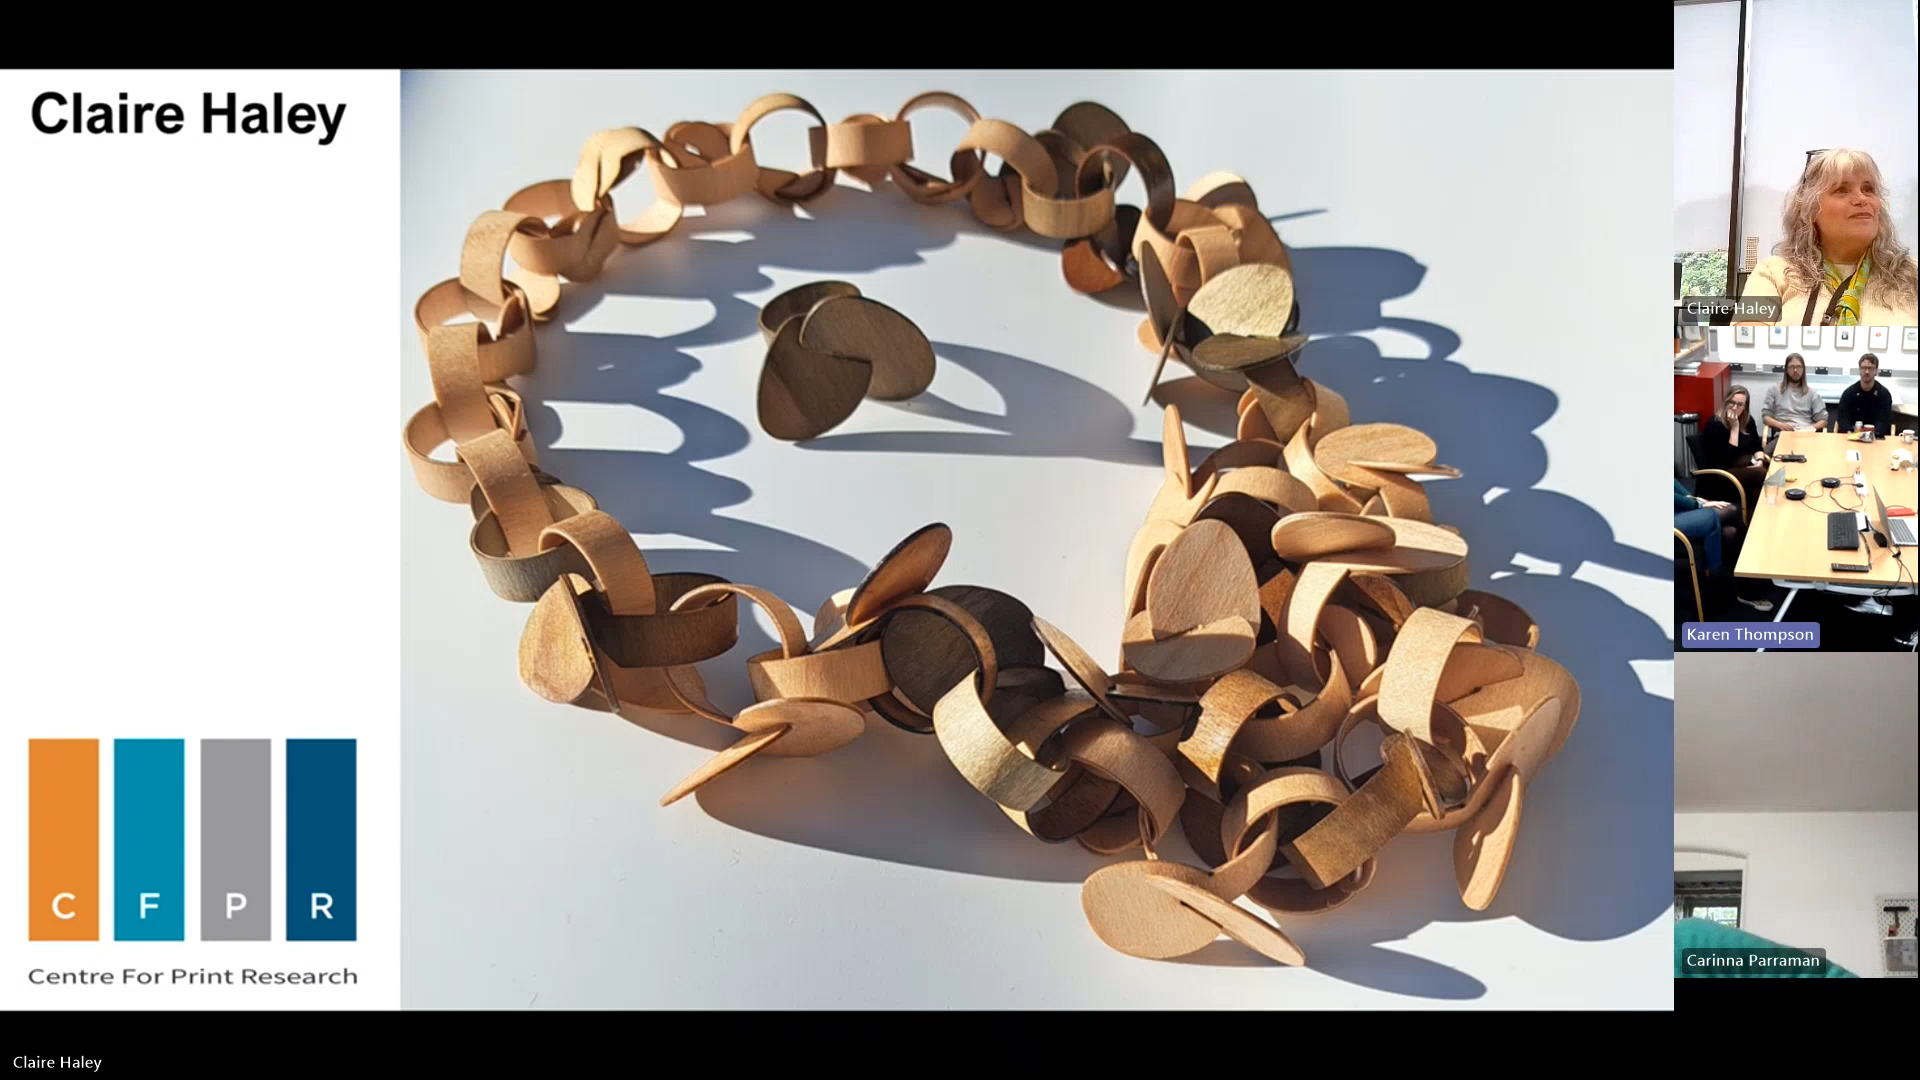 Claire Haley
C F P R
Centre For Print Research
Claire Haley
Karen Thompson
Carinna Parraman
Claire Haley